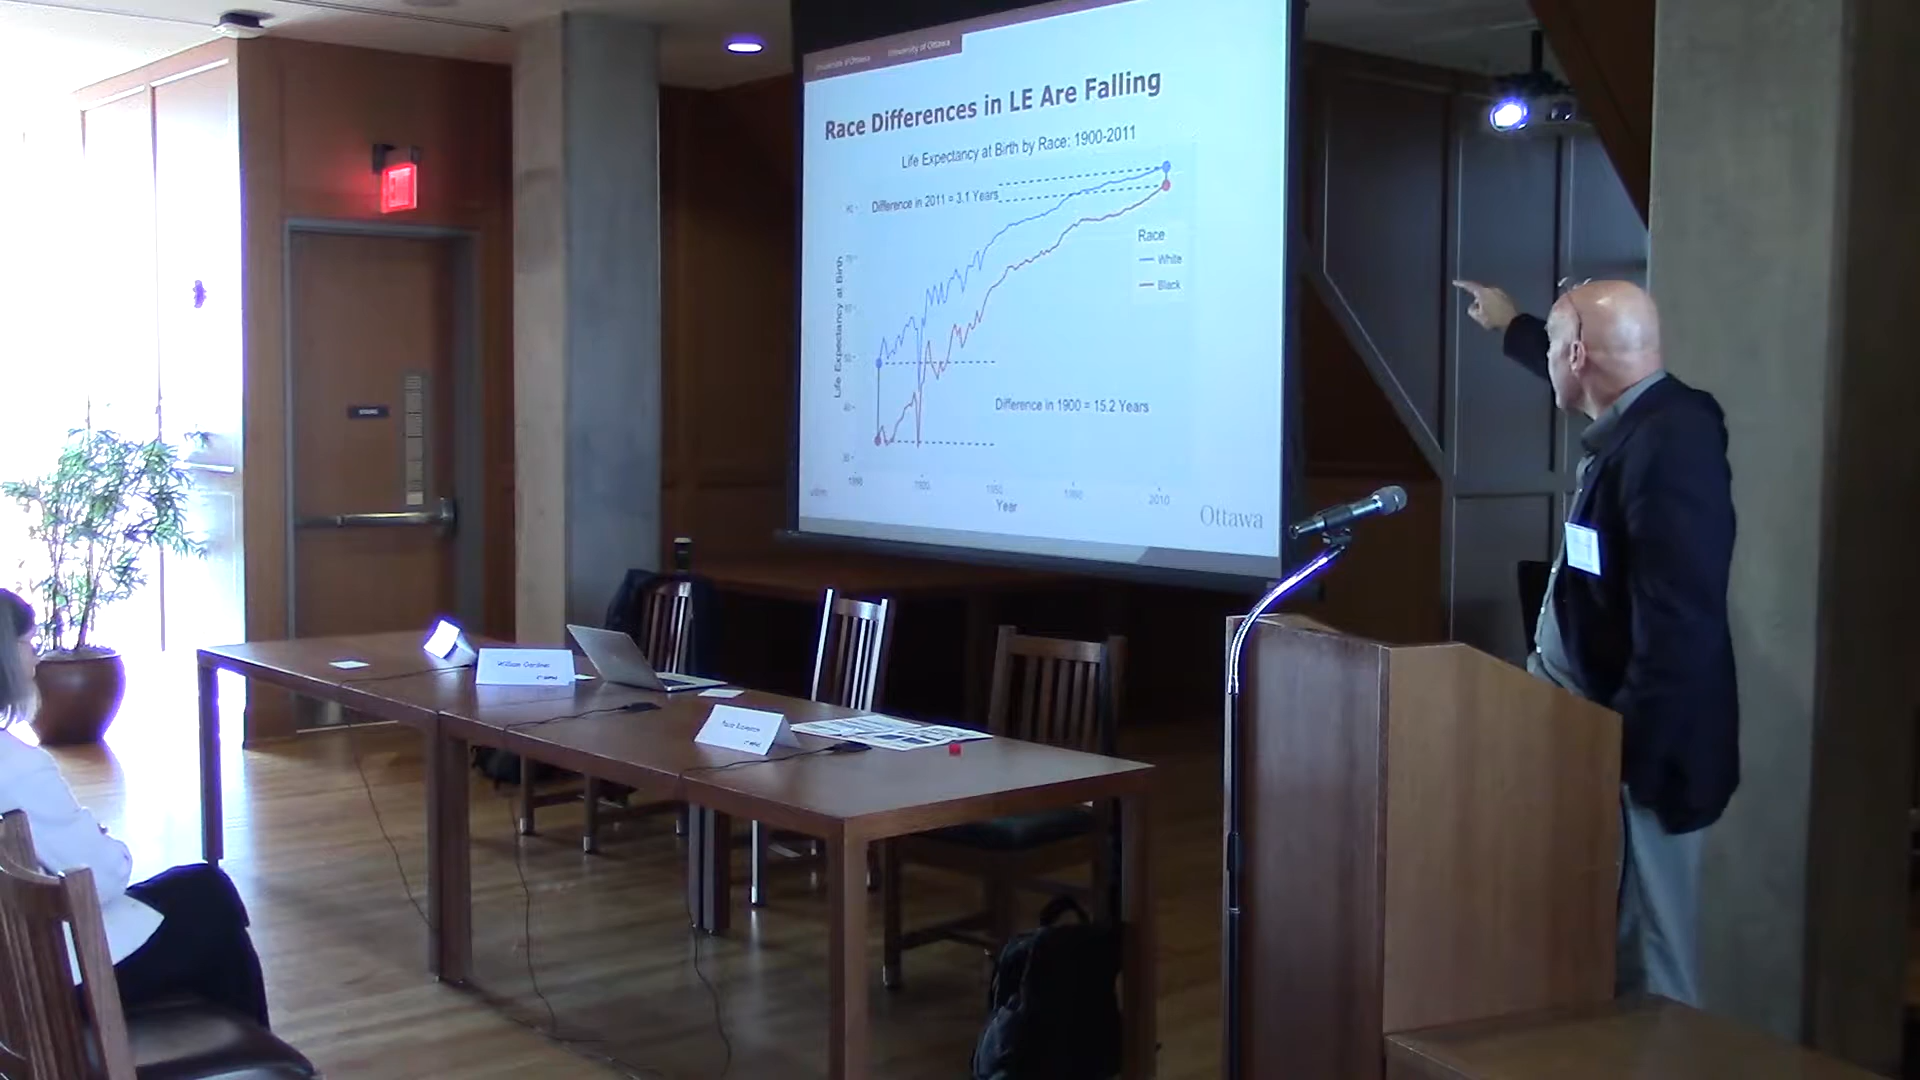 University of Ottawa
Race Differences in LE Are Falling
Life Expectancy at Birth by Race: 1900-2011
Difference in 2011 = 3.1 Years
Life Expectancy at Birth
Race
White
Black
Difference in 1900 = 15.2 Years
1950
2010
Year
Ottawa
EXIT
William Gardner